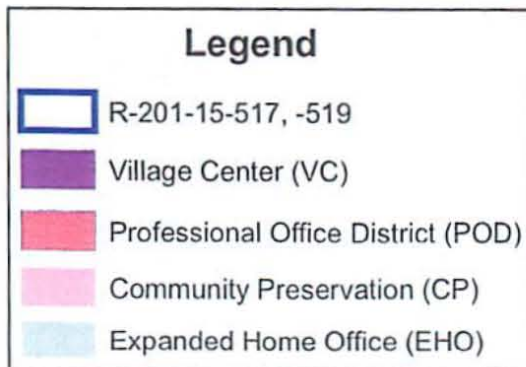 Legend
R-201-15-517, -519
Village Center (VC)
Professional Office District (POD)
Community Preservation (CP)
Expanded Home Office (EHO)